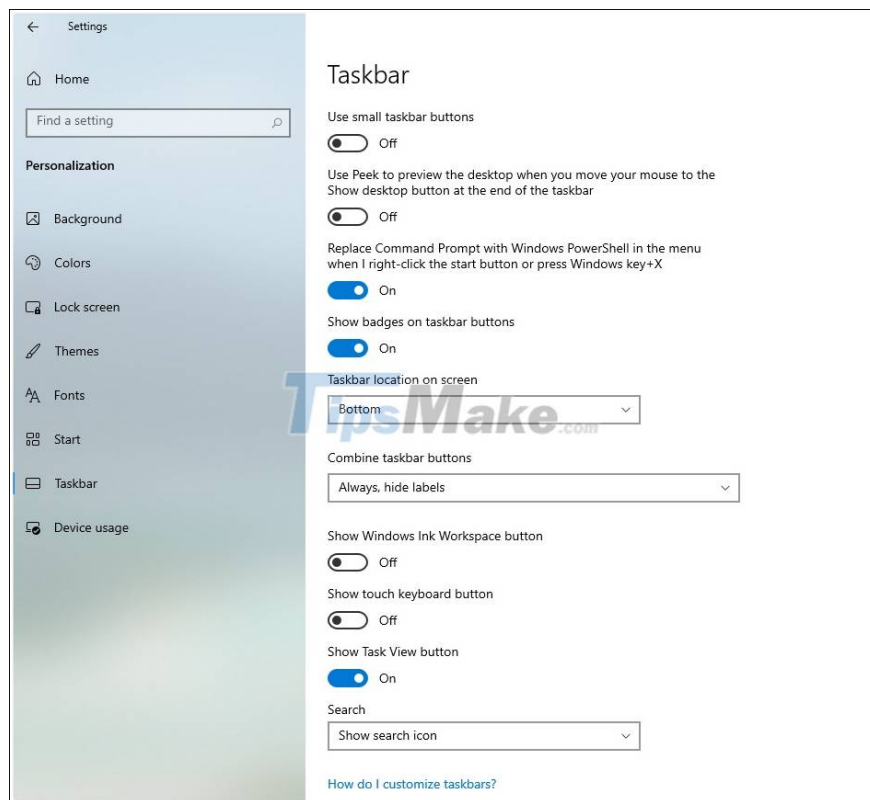 Settings
Home
Find a setting
Personalization
Background
Colors
Lock screen
Themes
Fonts
Start
Taskbar
Device usage
Taskbar
Use small taskbar buttons
Off
Use Peek to preview the desktop when you move your mouse to the
Show desktop button at the end of the taskbar
Off
Replace Command Prompt with Windows PowerShell in the menu
when I right-click the start button or press Windows key+X
On
Show badges on taskbar buttons
On
Taskbar location on screen
Bottom
TipsMake.com
Combine taskbar buttons
Always, hide labels
Show Windows Ink Workspace button
Off
Show touch keyboard button
Off
Show Task View button
On
Search
Show search icon
How do I customize taskbars?